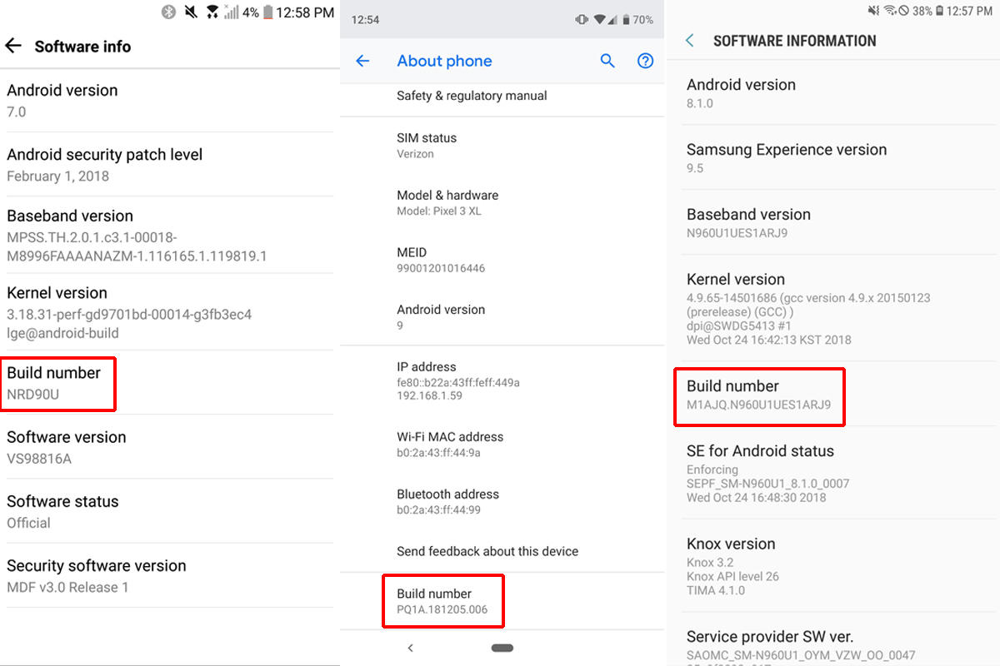 4% 12:58 PM
Software info
Android version
7.0
Android security patch level
February 1, 2018
Baseband version
MPSS.TH.2.0.1.c3.1-00018-
M8996FAAAANAZM-1.116165.1.119819.1
Kernel version
3.18.31-perf-gd9701bd-00014-g3fb3ec4
lge@android-build
Build number
NRD90U
Software version
VS98816A
Software status
Official
Security software version
MDF v3.0 Release 1
12:54 70%
About phone
Safety & regulatory manual
SIM status
Verizon
Model & hardware
Model: Pixel 3 XL
MEID
99001201016446
Android version
9
IP address
fe80::b22a:43ff:feff:449a
192.168.1.59
Wi-Fi MAC address
b0:2a:43:ff:44:9a
Bluetooth address
b0:2a:43:ff:44:99
Send feedback about this device
Build number
PQ1A.181205.006
38% 12:57 PM
SOFTWARE INFORMATION
Android version
8.1.0
Samsung Experience version
9.5
Baseband version
N960U1UES1ARJ9
Kernel version
4.9.65-14501686 (gcc version 4.9.x 20150123
(prerelease) (GCC) )
dpi@SWDG5413 #1
Wed Oct 24 16:42:13 KST 2018
Build number
M1AJQ.N960U1UES1ARJ9
SE for Android status
Enforcing
SEPF_SM-N960U1_8.1.0_0007
Wed Oct 24 16:48:30 2018
Knox version
Knox 3.2
Knox API level 26
TIMA 4.1.0
Service provider SW ver.
SAOMC_SM-N960U1_OYM_VZW_OO_0047